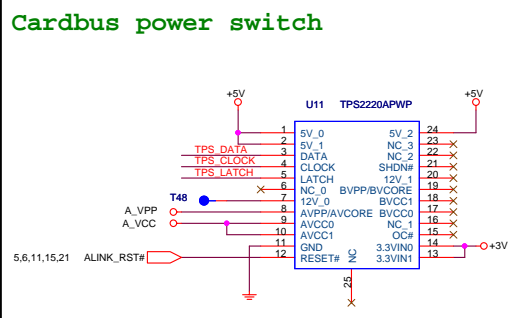 Cardbus power switch
+5V
+5V
U11 TPS2220APWP
1 5V_0 5V_2 24
2 5V_1 NC_3 23
TPS_DATA 3 DATA NC_2 22
TPS_CLOCK 4 CLOCK SHDN# 21
TPS_LATCH 5 LATCH 12V_1 20
6 NC_0 BVPP/BVCORE 19
T48 7 12V_0 BVCC1 18
A_VPP 8 AVPP/AVCORE BVCC0 17
A_VCC 9 AVCC0 NC_1 16
10 AVCC1 OC# 15
11 GND 3.3VIN0 14 +3V
5,6,11,15,21 ALINK_RST# 12 RESET# NC 3.3VIN1 13
25